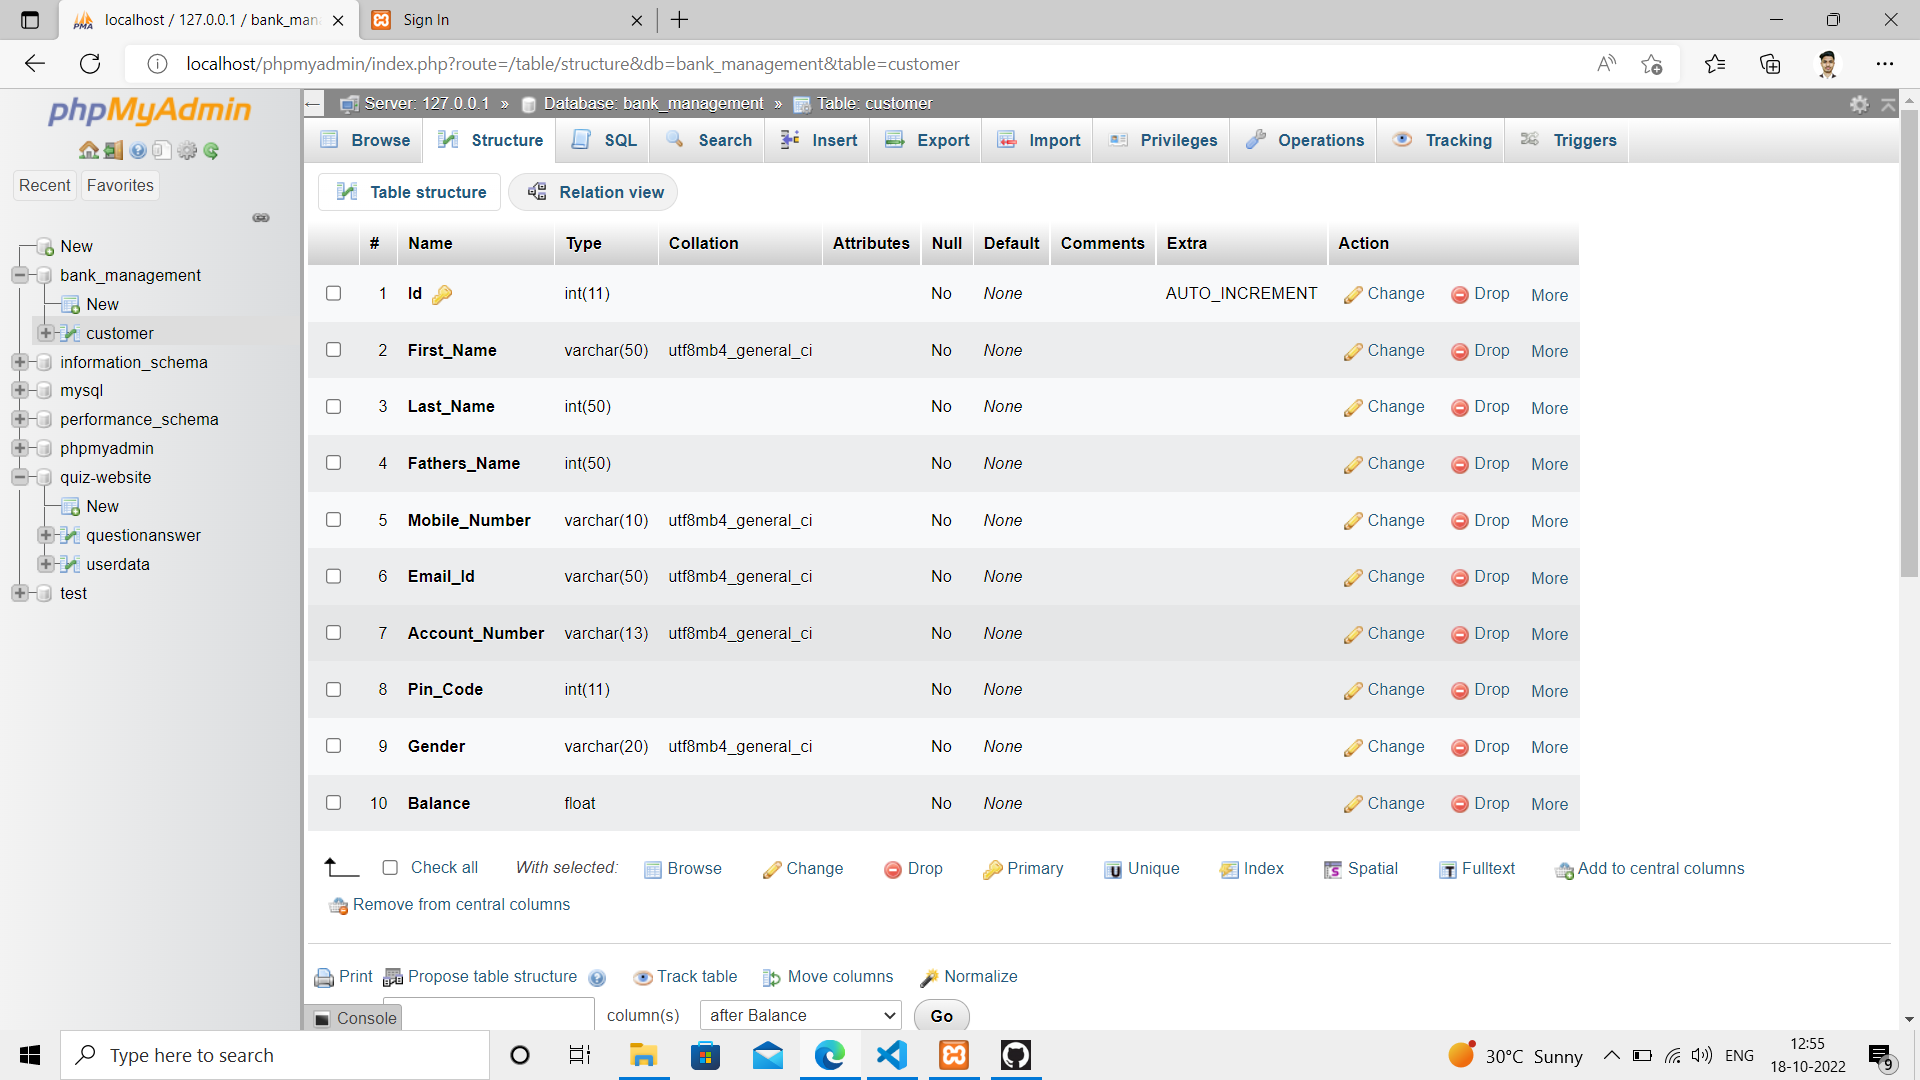 localhost / 127.0.0.1 / bank_man
Sign In
localhost/phpmyadmin/index.php?route=/table/structure&db=bank_management&table=customer
phpMyAdmin
Recent Favorites
New
bank_management
New
customer
information_schema
mysql
performance_schema
phpmyadmin
quiz-website
New
questionanswer
userdata
test
Server: 127.0.0.1 » Database: bank_management » Table: customer
Browse Structure SQL Search Insert Export Import Privileges Operations Tracking Triggers
Table structure Relation view
# Name Type Collation Attributes Null Default Comments Extra Action
1 Id int(11) No None AUTO_INCREMENT Change Drop More
2 First_Name varchar(50) utf8mb4_general_ci No None Change Drop More
3 Last_Name int(50) No None Change Drop More
4 Fathers_Name int(50) No None Change Drop More
5 Mobile_Number varchar(10) utf8mb4_general_ci No None Change Drop More
6 Email_Id varchar(50) utf8mb4_general_ci No None Change Drop More
7 Account_Number varchar(13) utf8mb4_general_ci No None Change Drop More
8 Pin_Code int(11) No None Change Drop More
9 Gender varchar(20) utf8mb4_general_ci No None Change Drop More
10 Balance float No None Change Drop More
Check all With selected: Browse Change Drop Primary Unique Index Spatial Fulltext Add to central columns
Remove from central columns
Print Propose table structure Track table Move columns Normalize
Console column(s) after Balance Go
Type here to search
30°C Sunny ENG
12:55
18-10-2022
9